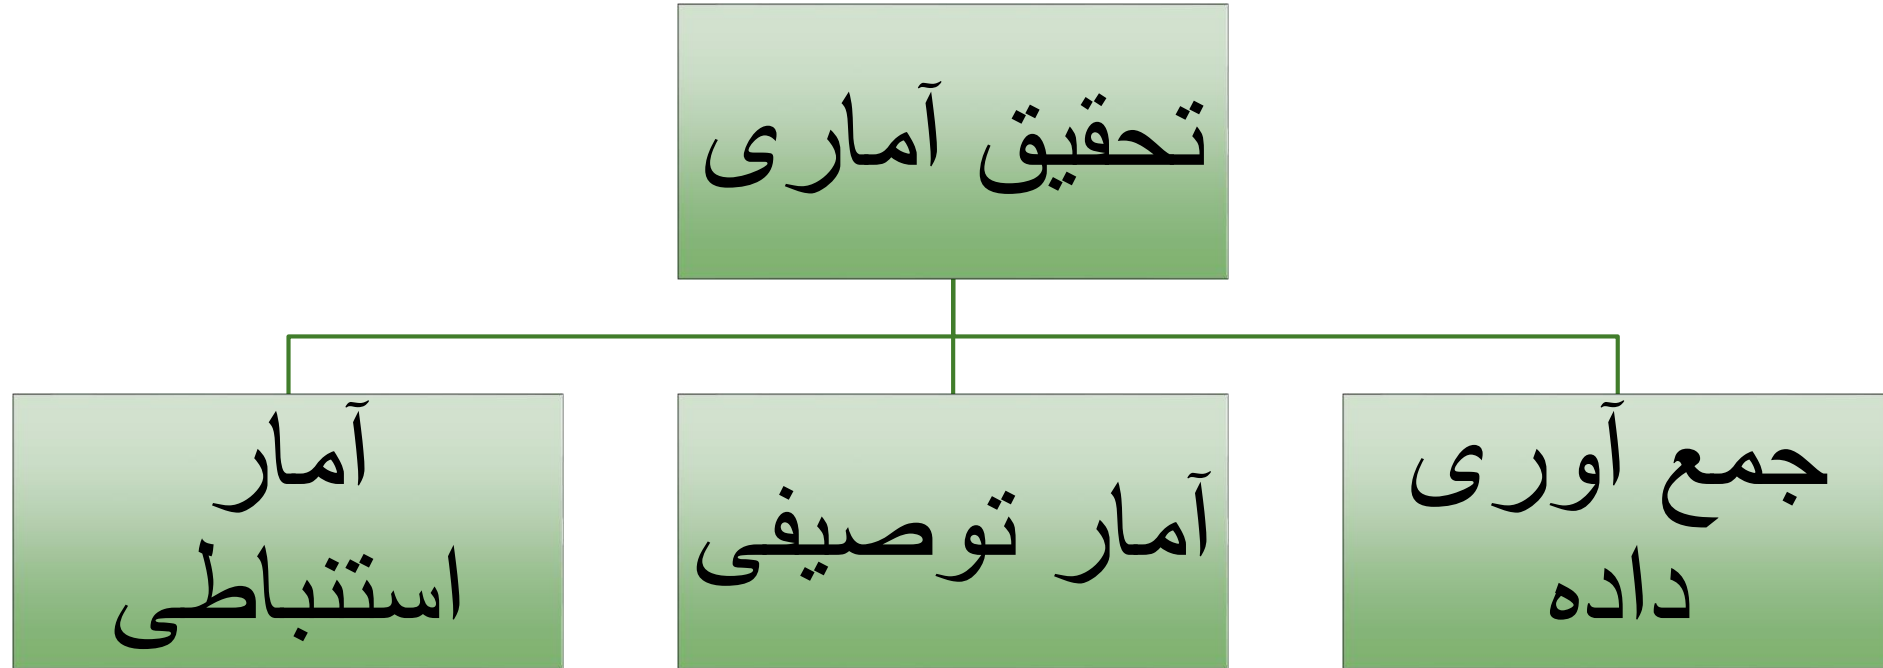 تحقیق آماری
جمع آوری
داده
آمار توصیفی
آمار
استنباطی